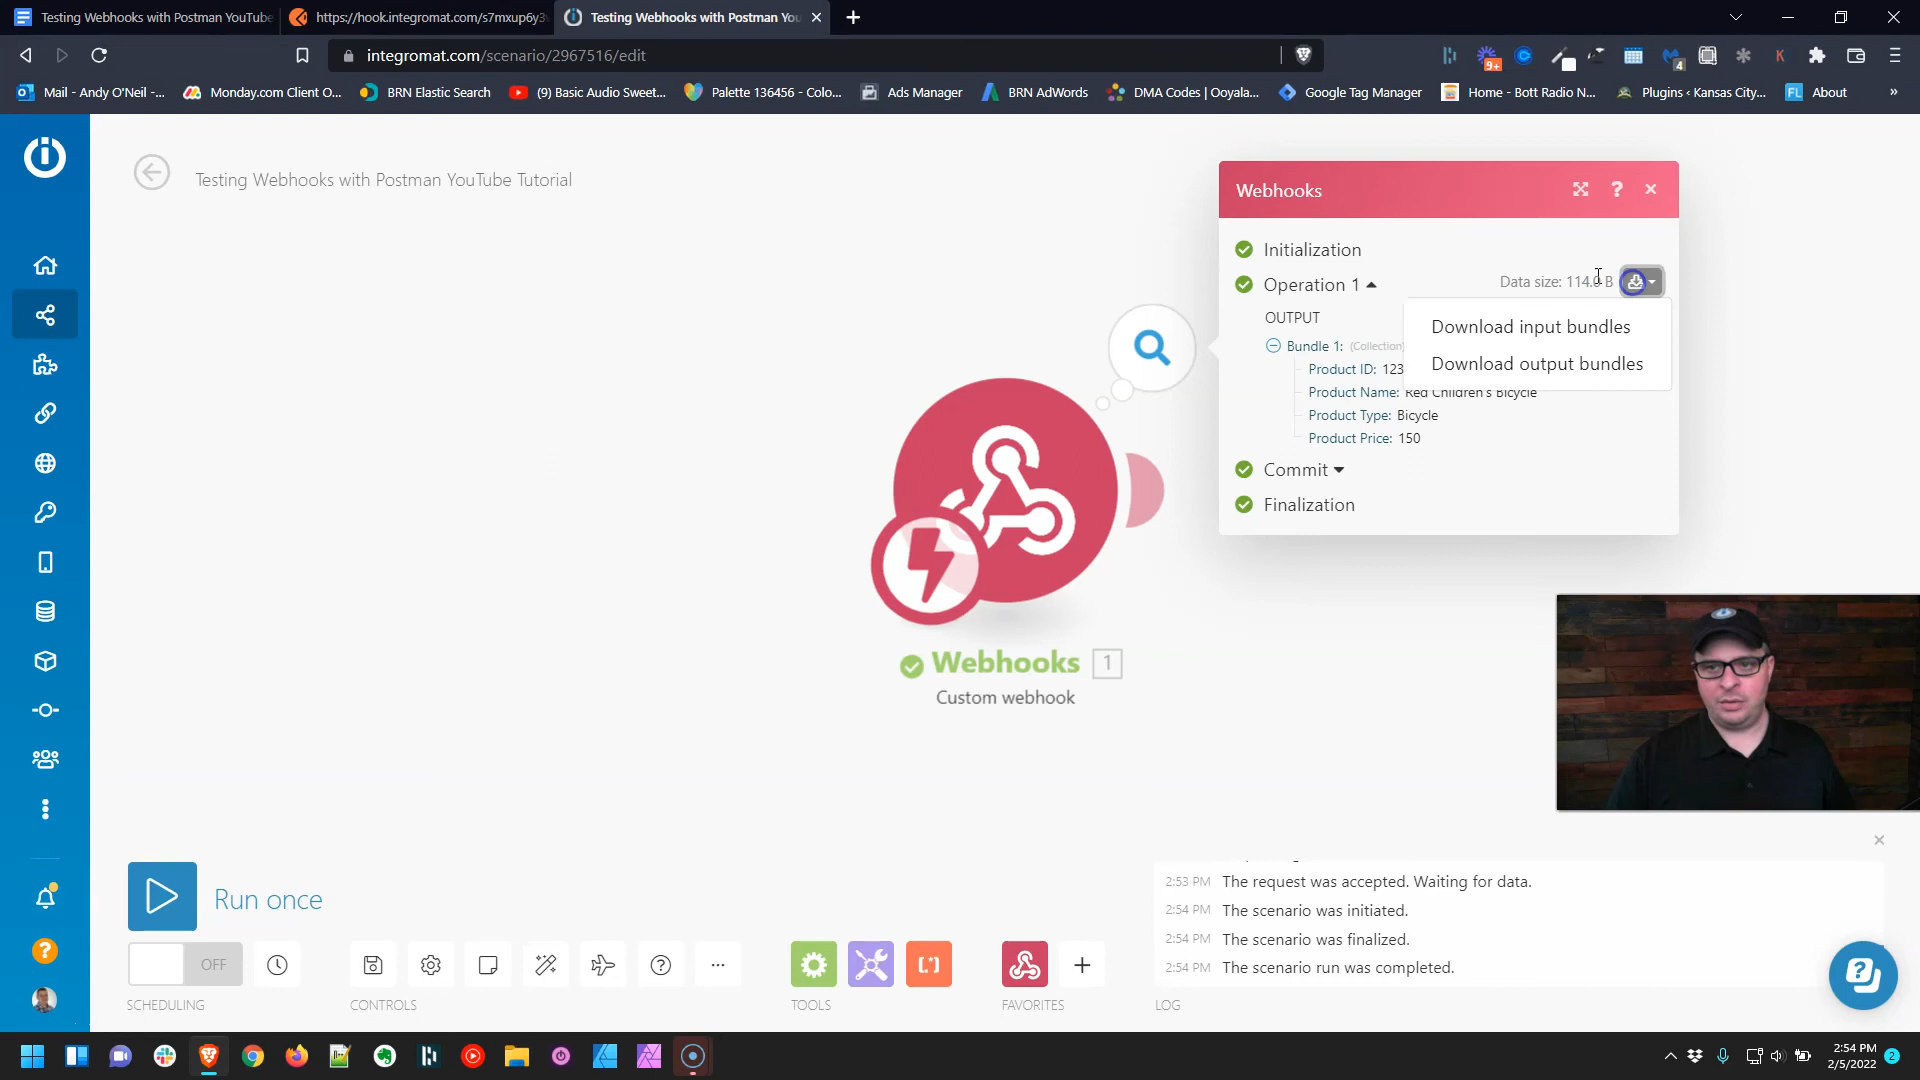 Testing Webhooks with Postman YouTube
https://hook.integromat.com/s7mxup6y3
Testing Webhooks with Postman You
integromat.com/scenario/2967516/edit
9+
4
K
Mail - Andy O'Neil -...
Monday.com Client O...
BRN Elastic Search
(9) Basic Audio Sweet...
Palette 136456 - Colo...
Ads Manager
BRN AdWords
DMA Codes | Ooyala...
Google Tag Manager
Home - Bott Radio N...
Plugins ‹ Kansas City...
FL About
»
Testing Webhooks with Postman YouTube Tutorial
Webhooks
Initialization
Operation 1
Data size: 114.0 B
OUTPUT
Download input bundles
Bundle 1: (Collection)
Download output bundles
Product ID: 123
Product Name: Red Children's Bicycle
Product Type: Bicycle
Product Price: 150
Commit
Finalization
Webhooks 1
Custom webhook
Run once
2:53 PM The request was accepted. Waiting for data.
2:54 PM The scenario was initiated.
2:54 PM The scenario was finalized.
2:54 PM The scenario run was completed.
OFF
SCHEDULING
CONTROLS
TOOLS
FAVORITES
LOG
2:54 PM
2/5/2022
2